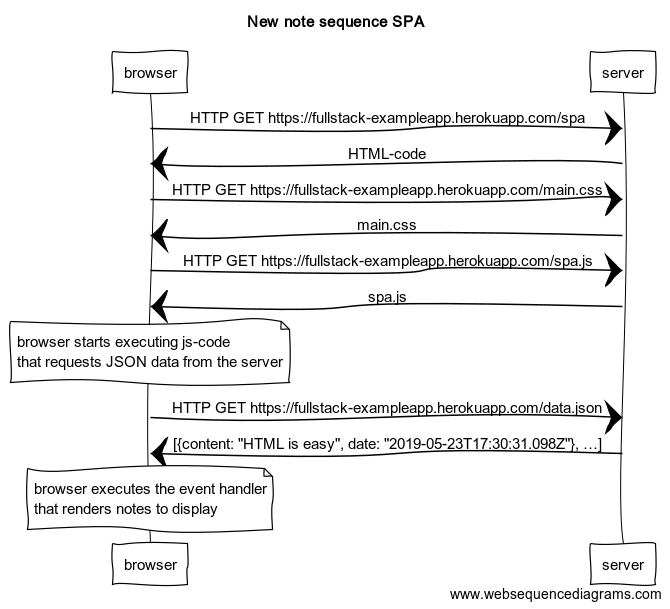 New note sequence SPA
browser
server
HTTP GET https://fullstack-exampleapp.herokuapp.com/spa
HTML-code
HTTP GET https://fullstack-exampleapp.herokuapp.com/main.css
main.css
HTTP GET https://fullstack-exampleapp.herokuapp.com/spa.js
spa.js
browser starts executing js-code
that requests JSON data from the server
HTTP GET https://fullstack-exampleapp.herokuapp.com/data.json
[{content: "HTML is easy", date: "2019-05-23T17:30:31.098Z"}, …]
browser executes the event handler
that renders notes to display
browser
server
www.websequencediagrams.com